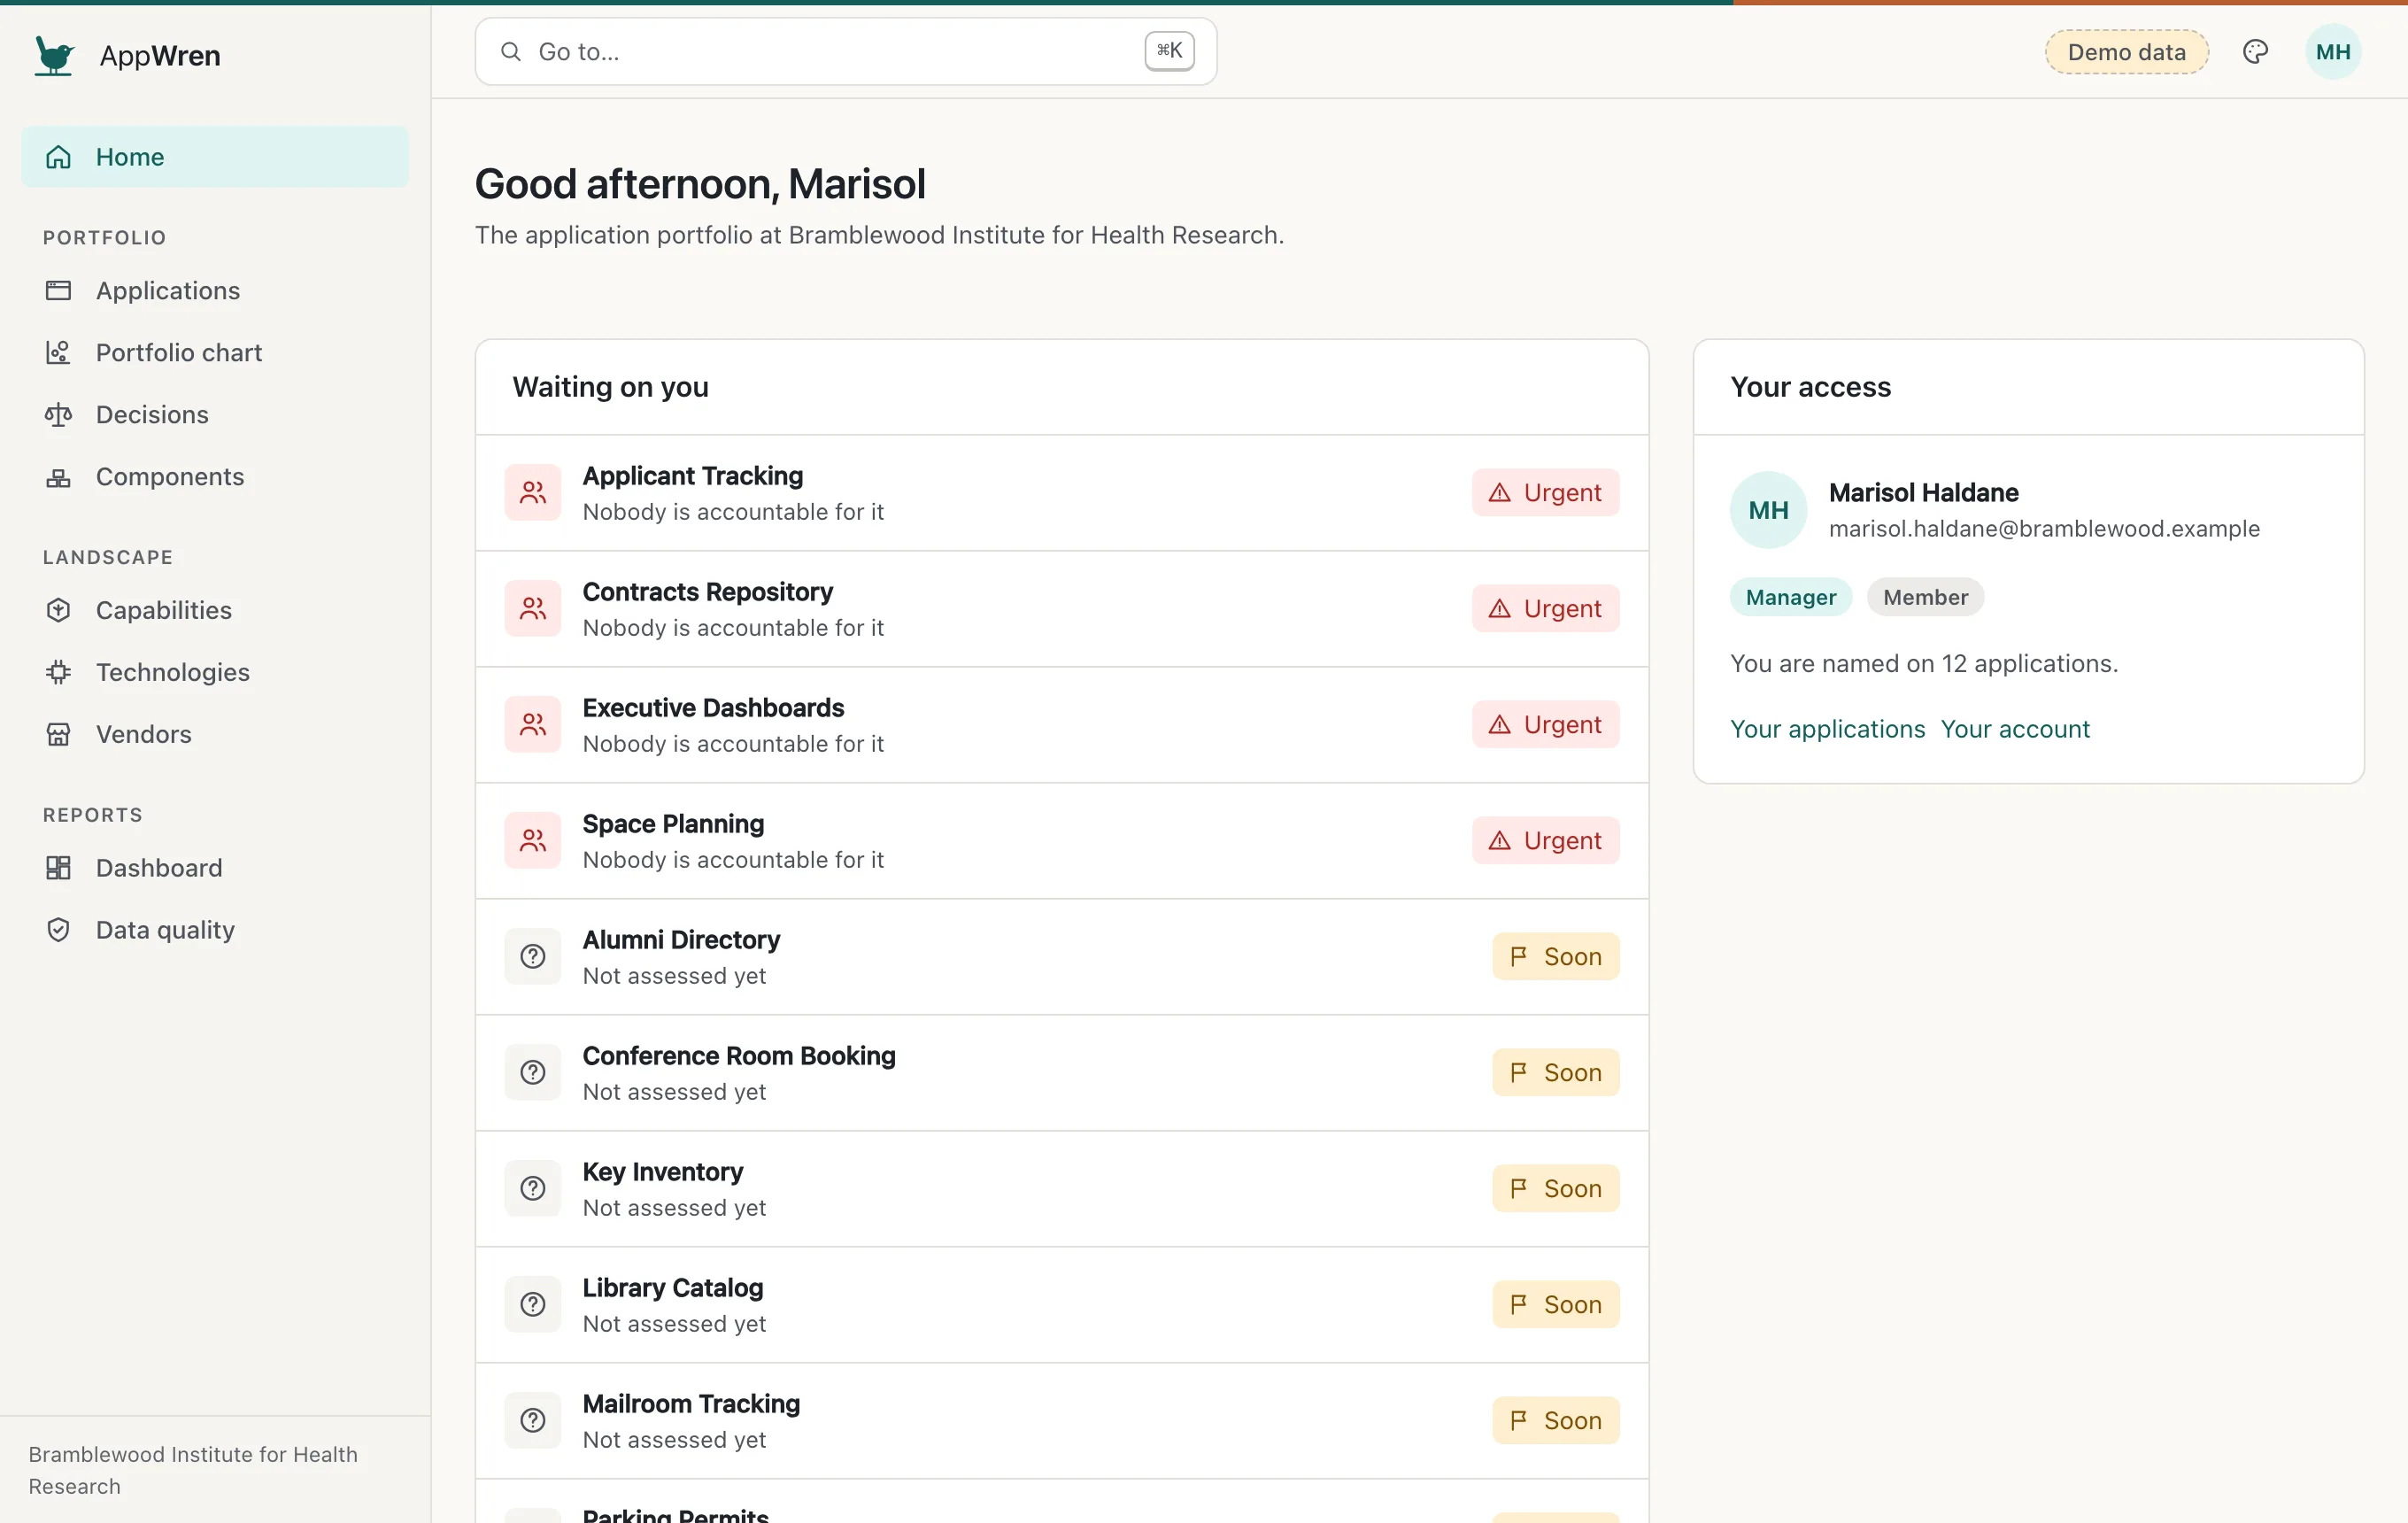 AppWren
Go to...
⌘K
Demo data
MH
Home
PORTFOLIO
Applications
Portfolio chart
Decisions
Components
LANDSCAPE
Capabilities
Technologies
Vendors
REPORTS
Dashboard
Data quality
Bramblewood Institute for Health
Research
Good afternoon, Marisol
The application portfolio at Bramblewood Institute for Health Research.
Waiting on you
Applicant Tracking
Nobody is accountable for it
Urgent
Contracts Repository
Nobody is accountable for it
Urgent
Executive Dashboards
Nobody is accountable for it
Urgent
Space Planning
Nobody is accountable for it
Urgent
Alumni Directory
Not assessed yet
Soon
Conference Room Booking
Not assessed yet
Soon
Key Inventory
Not assessed yet
Soon
Library Catalog
Not assessed yet
Soon
Mailroom Tracking
Not assessed yet
Soon
Parking Permits
Your access
MH
Marisol Haldane
marisol.haldane@bramblewood.example
Manager
Member
You are named on 12 applications.
Your applications
Your account